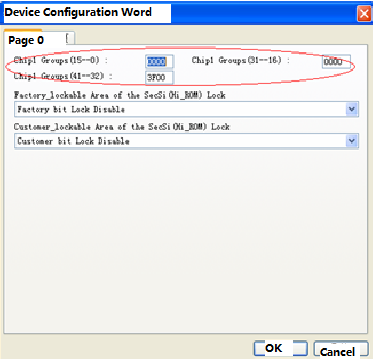 Device Configuration Word
Page 0
Chip1 Groups(15--0) : 0000 Chip1 Groups(31--16) : 0000
Chip1 Groups(41--32) : 3F00
Factory_lockable Area of the SecSi(Hi_ROM) Lock
Factory bit Lock Disable
Customer_lockable Area of the SecSi(Hi_ROM) Lock
Customer bit Lock Disable
OK Cancel